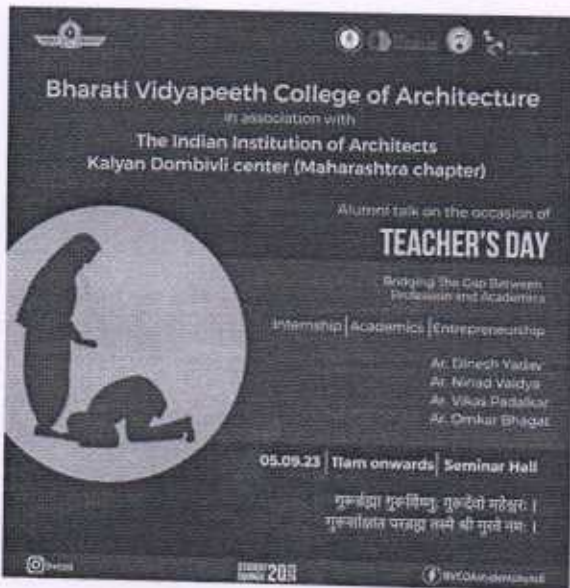 Bharati Vidyapeeth College of Architecture
in association with
The Indian Institution of Architects
Kalyan Dombivli center (Maharashtra chapter)
Alumni talk on the occasion of
TEACHER'S DAY
Bridging The Gap Between
Profession and Academics
Internship|Academics|Entrepreneurship
Ar. Dinesh Yadav
Ar. Ninad Vaidya
Ar. Vikas Padalkar
Ar. Omkar Bhagat
05.09.23|11am onwards|Seminar Hall
गुरुर्ब्रह्मा गुरुर्विष्णु: गुरुर्देवो महेश्वर: ।
गुरुर्साक्षात परब्रह्म तस्मै श्री गुरवे नम: ।
STUDENT
COUNCIL